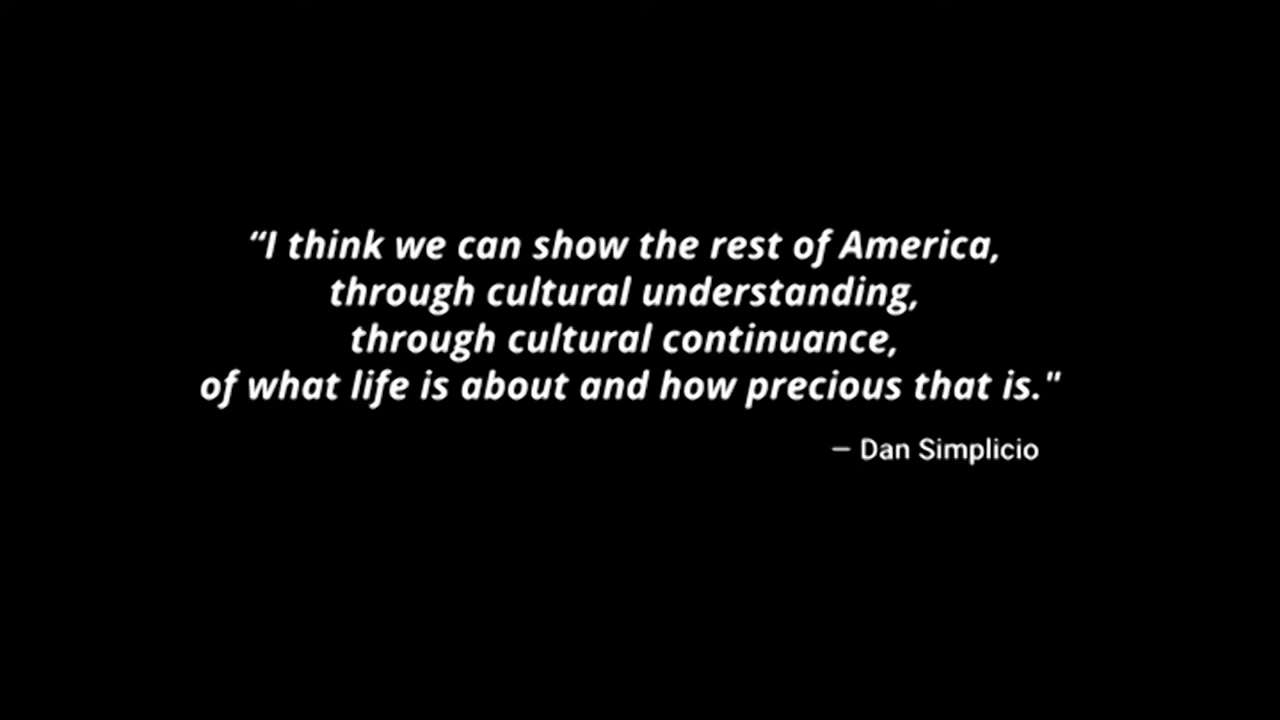 “I think we can show the rest of America,
through cultural understanding,
through cultural continuance,
of what life is about and how precious that is."
– Dan Simplicio